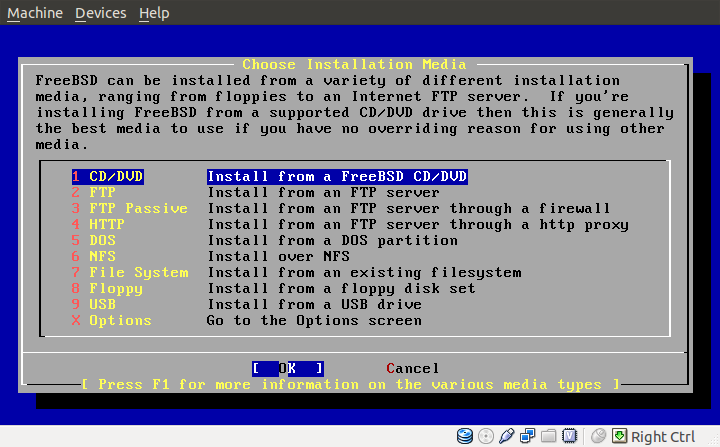 Machine Devices Help
Choose Installation Media
FreeBSD can be installed from a variety of different installation
media, ranging from floppies to an Internet FTP server.  If you're
installing FreeBSD from a supported CD/DVD drive then this is generally
the best media to use if you have no overriding reason for using other
media.
1 CD/DVD Install from a FreeBSD CD/DVD
2 FTP Install from an FTP server
3 FTP Passive Install from an FTP server through a firewall
4 HTTP Install from an FTP server through a http proxy
5 DOS Install from a DOS partition
6 NFS Install over NFS
7 File System Install from an existing filesystem
8 Floppy Install from a floppy disk set
9 USB Install from a USB drive
X Options Go to the Options screen
[ OK ] Cancel
[ Press F1 for more information on the various media types ]
Right Ctrl